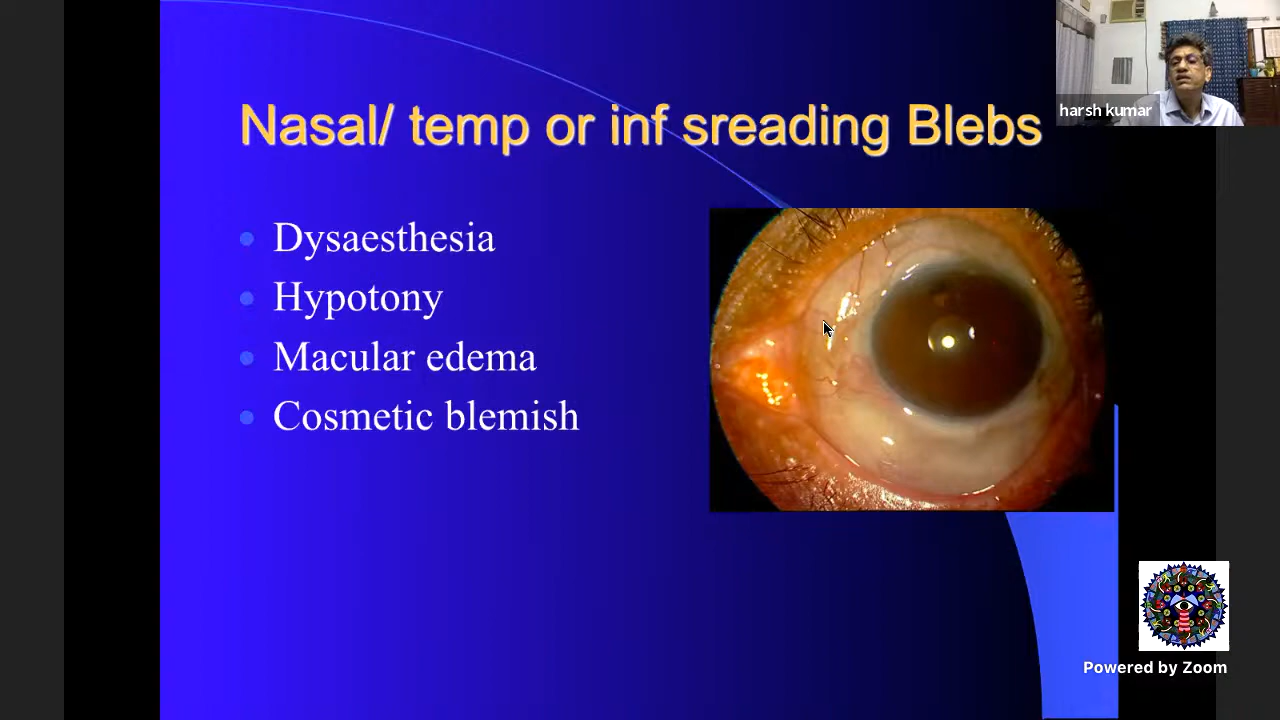 Nasal/ temp or inf sreading Blebs
harsh kumar
Dysaesthesia
Hypotony
Macular edema
Cosmetic blemish
Powered by Zoom